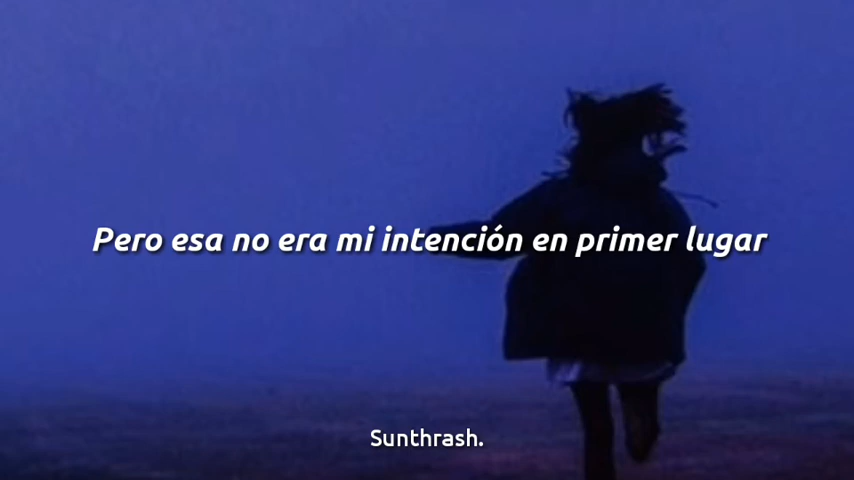 Pero esa no era mi intención en primer lugar
Sunthrash.